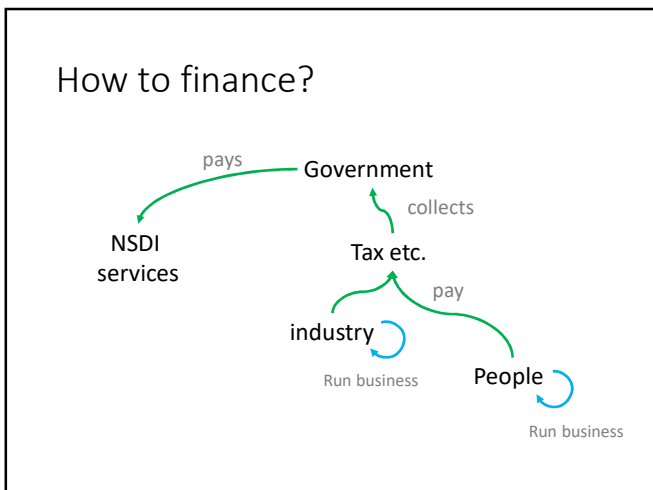 How to finance?
pays
Government
collects
NSDI
services
Tax etc.
pay
industry
Run business
People
Run business